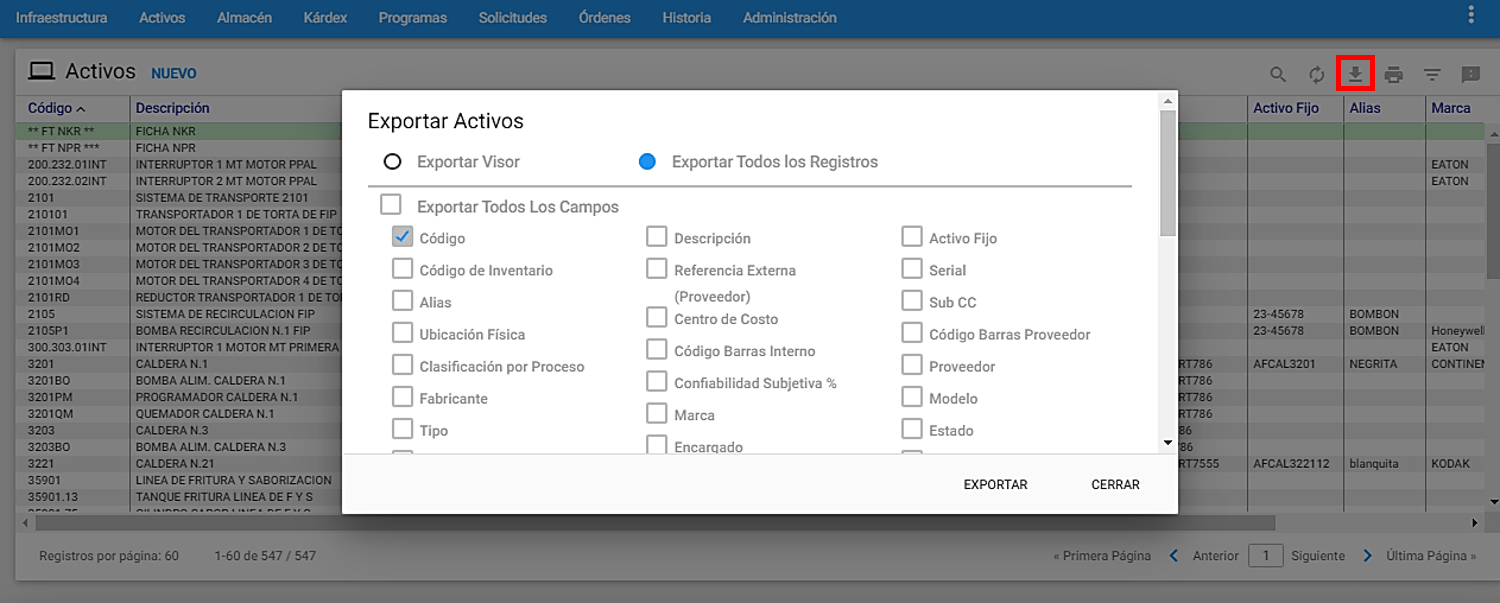 Infraestructura Activos Almacén Kárdex Programas Solicitudes Órdenes Historia Administración
Activos NUEVO
Código Descripción Activo Fijo Alias Marca
** FT NKR ** FICHA NKR
** FT NPR *** FICHA NPR
200.232.01INT INTERRUPTOR 1 MT MOTOR PPAL EATON
200.232.02INT INTERRUPTOR 2 MT MOTOR PPAL EATON
2101 SISTEMA DE TRANSPORTE 2101
210101 TRANSPORTADOR 1 DE TORTA DE FIP
2101MO1 MOTOR DEL TRANSPORTADOR 1 DE TO
2101MO2 MOTOR DEL TRANSPORTADOR 2 DE TO
2101MO3 MOTOR DEL TRANSPORTADOR 3 DE TO
2101MO4 MOTOR DEL TRANSPORTADOR 4 DE TO
2101RD REDUCTOR TRANSPORTADOR 1 DE TO
2105 SISTEMA DE RECIRCULACION FIP 23-45678 BOMBON
2105P1 BOMBA RECIRCULACION N.1 FIP 23-45678 BOMBON Honeywell
300.303.01INT INTERRUPTOR 1 MOTOR MT PRIMERA EATON
3201 CALDERA N.1 RT786 AFCAL3201 NEGRITA CONTINEN
3201BO BOMBA ALIM. CALDERA N.1 RT786
3201PM PROGRAMADOR CALDERA N.1 RT786
3201QM QUEMADOR CALDERA N.1 RT786
3203 CALDERA N.3 86
3203BO BOMBA ALIM. CALDERA N.3 786
3221 CALDERA N.21 RT7555 AFCAL322112 blanquita KODAK
35901 LINEA DE FRITURA Y SABORIZACION
35901.13 TANQUE FRITURA LINEA DE F Y S
Exportar Activos
Exportar Visor Exportar Todos los Registros
Exportar Todos Los Campos
Código Descripción Activo Fijo
Código de Inventario Referencia Externa (Proveedor) Serial
Alias Centro de Costo Sub CC
Ubicación Física Código Barras Interno Código Barras Proveedor
Clasificación por Proceso Confiabilidad Subjetiva % Proveedor
Fabricante Marca Modelo
Tipo Encargado Estado
EXPORTAR CERRAR
Registros por página: 60 1-60 de 547 / 547 « Primera Página Anterior 1 Siguiente Última Página »